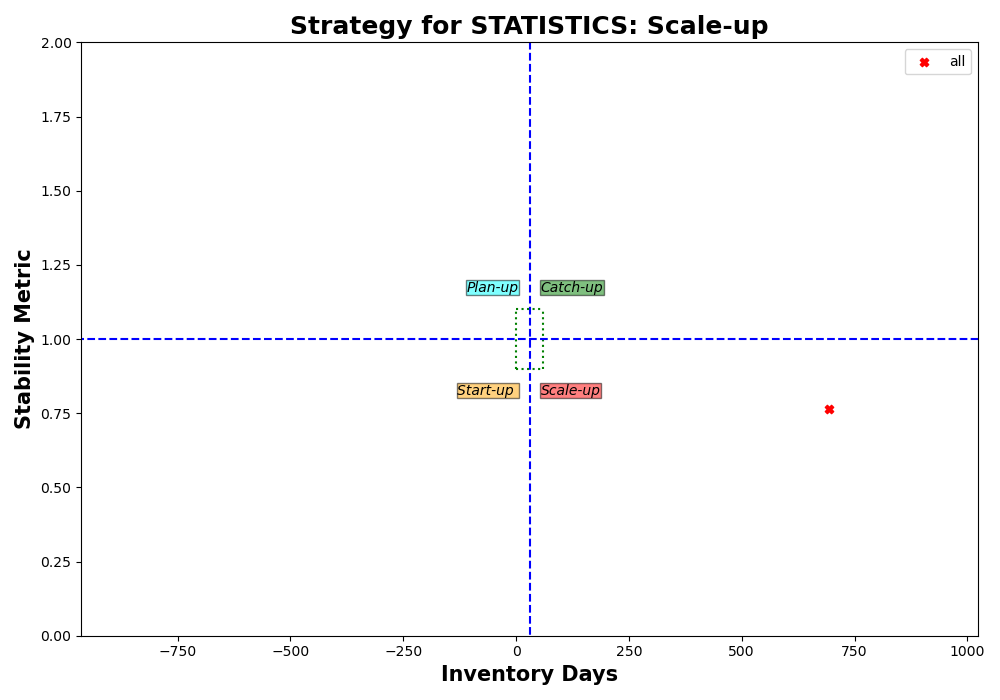 Strategy for STATISTICS: Scale-up
all
2.00
1.75
1.50
1.25
1.00
0.75
0.50
0.25
0.00
Stability Metric
Plan-up
Catch-up
Start-up
Scale-up
−750
−500
−250
0
250
500
750
1000
Inventory Days